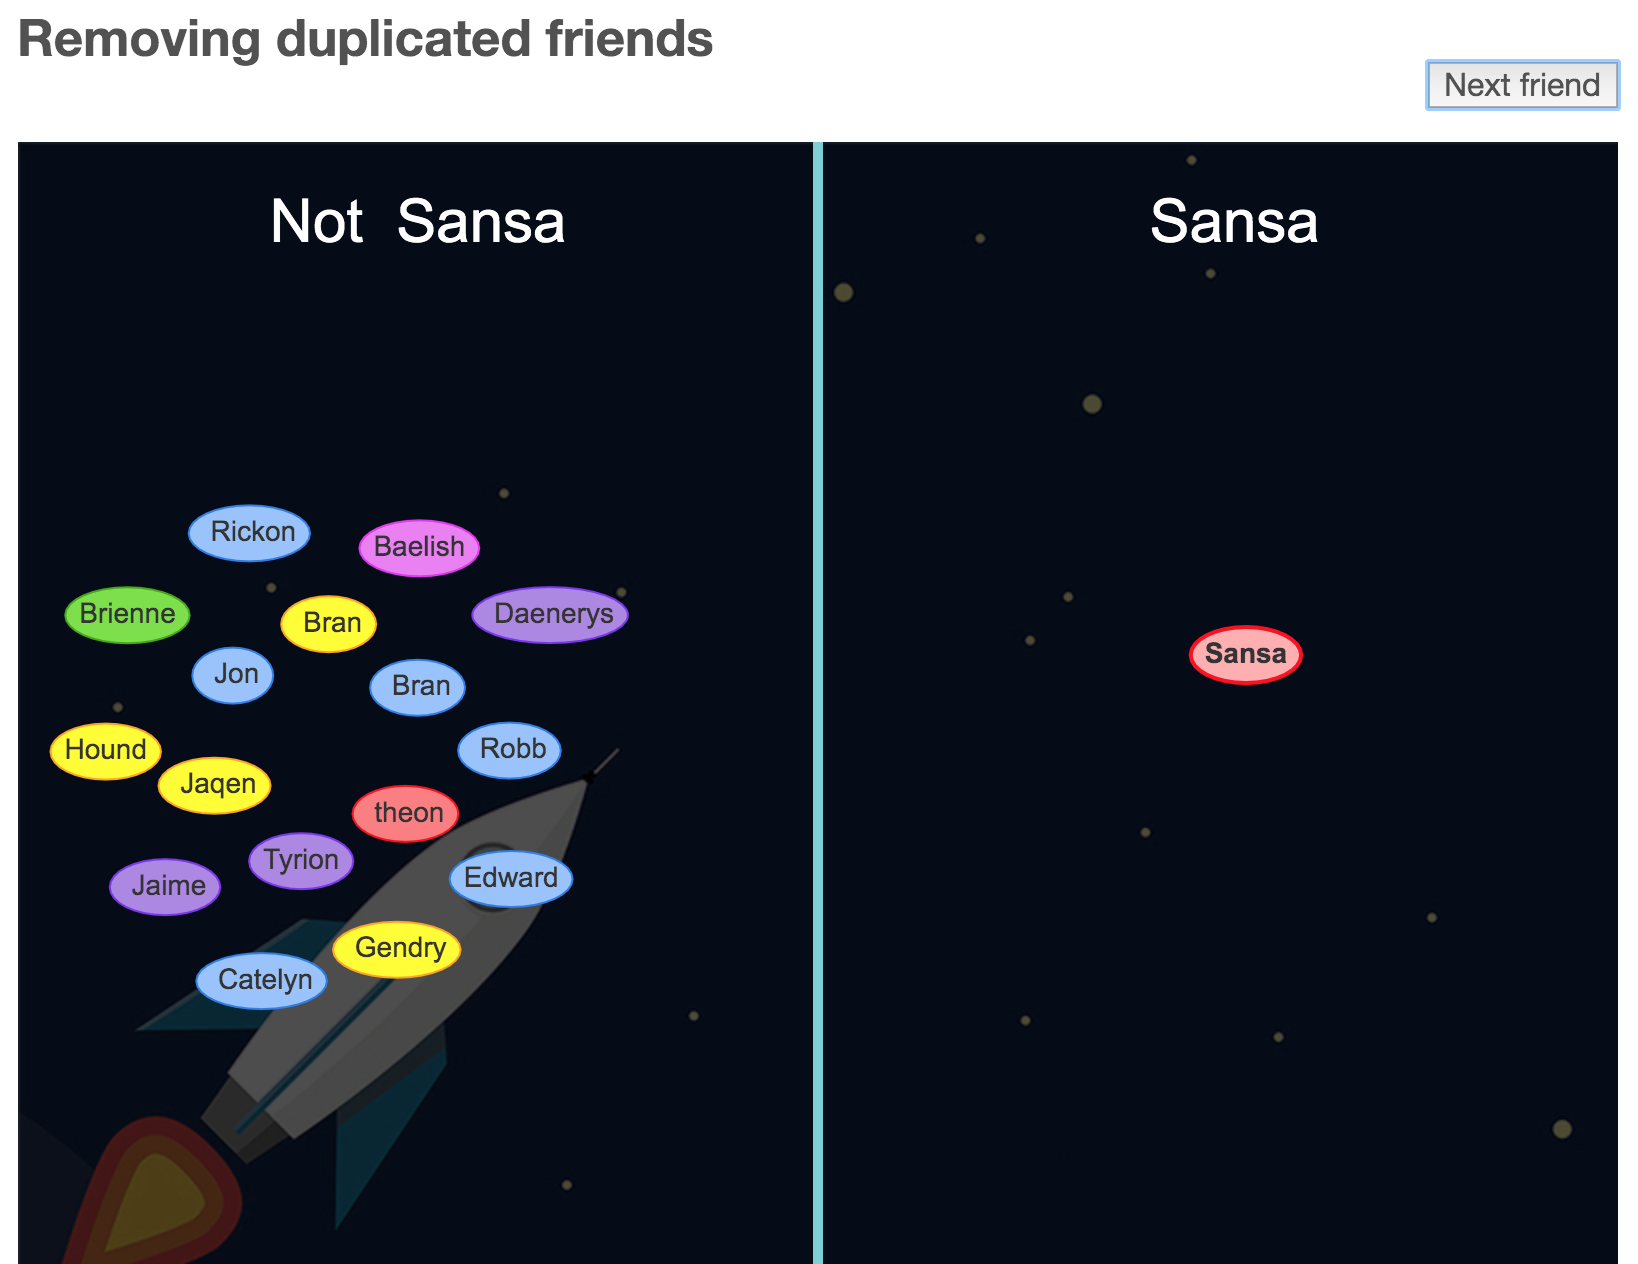 Removing duplicated friends
Next friend
Not Sansa
Sansa
Rickon
Baelish
Brienne
Bran
Daenerys
Jon
Bran
Sansa
Hound
Robb
Jaqen
theon
Tyrion
Jaime
Edward
Gendry
Catelyn